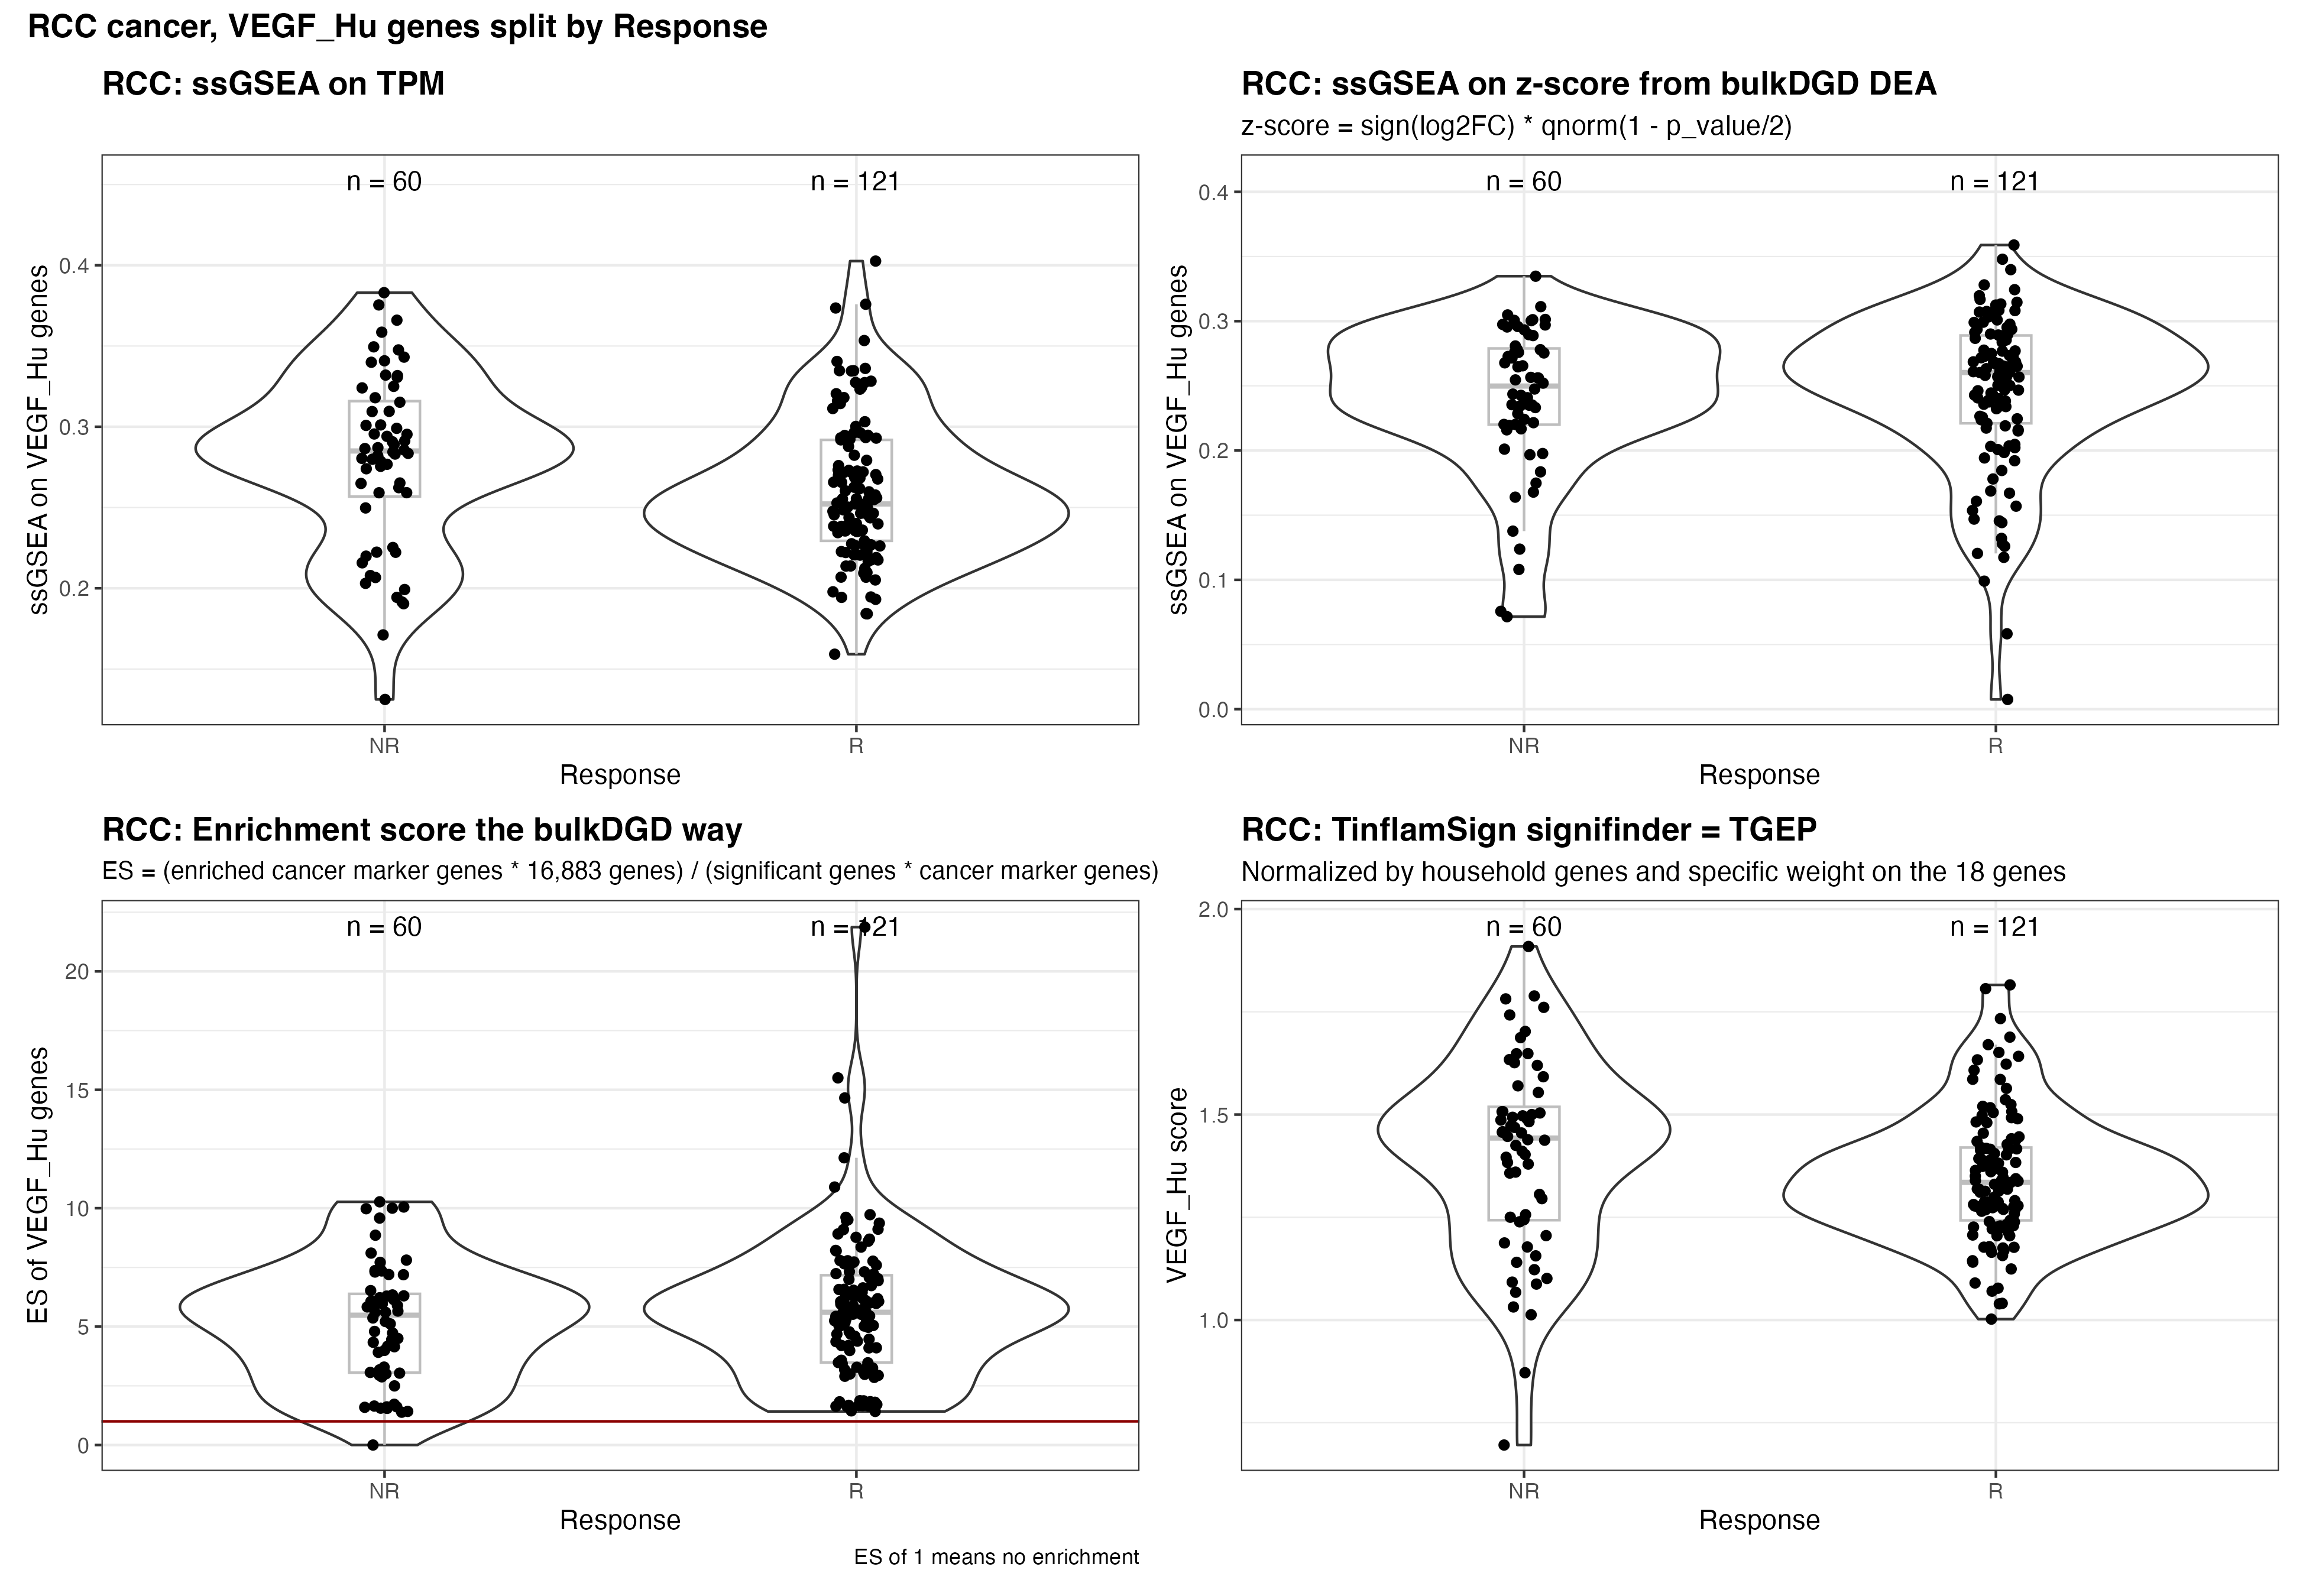 RCC cancer, VEGF_Hu genes split by Response
RCC: ssGSEA on TPM
n = 60
n = 121
0.4
0.3
0.2
ssGSEA on VEGF_Hu genes
NR
R
Response
RCC: ssGSEA on z-score from bulkDGD DEA
z-score = sign(log2FC) * qnorm(1 - p_value/2)
n = 60
n = 121
0.4
0.3
0.2
0.1
0.0
ssGSEA on VEGF_Hu genes
NR
R
Response
RCC: Enrichment score the bulkDGD way
ES = (enriched cancer marker genes * 16,883 genes) / (significant genes * cancer marker genes)
n = 60
n = 121
20
15
10
5
0
ES of VEGF_Hu genes
NR
R
Response
ES of 1 means no enrichment
RCC: TinflamSign signifinder = TGEP
Normalized by household genes and specific weight on the 18 genes
n = 60
n = 121
2.0
1.5
1.0
VEGF_Hu score
NR
R
Response